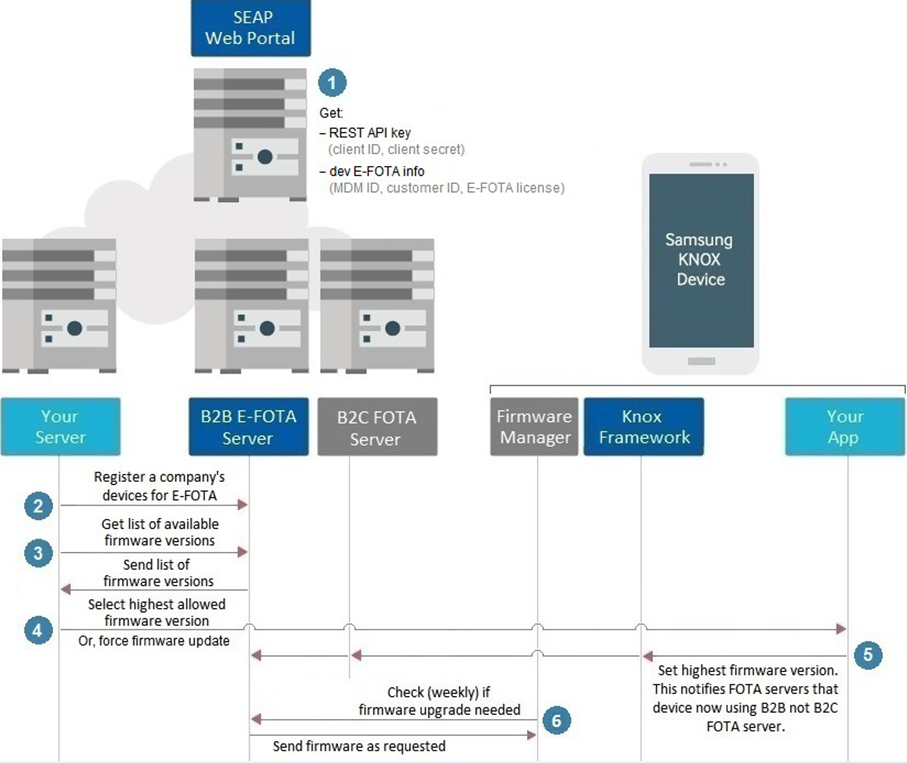 SEAP
Web Portal
1
Get:
– REST API key
(client ID, client secret)
– dev E-FOTA info
(MDM ID, customer ID, E-FOTA license)
Samsung
KNOX
Device
Your
Server
B2B E-FOTA
Server
B2C FOTA
Server
Firmware
Manager
Knox
Framework
Your
App
2
Register a company's
devices for E-FOTA
3
Get list of available
firmware versions
Send list of
firmware versions
4
Select highest allowed
firmware version
Or, force firmware update
5
Set highest firmware version.
This notifies FOTA servers that
device now using B2B not B2C
FOTA server.
Check (weekly) if
firmware upgrade needed
6
Send firmware as requested